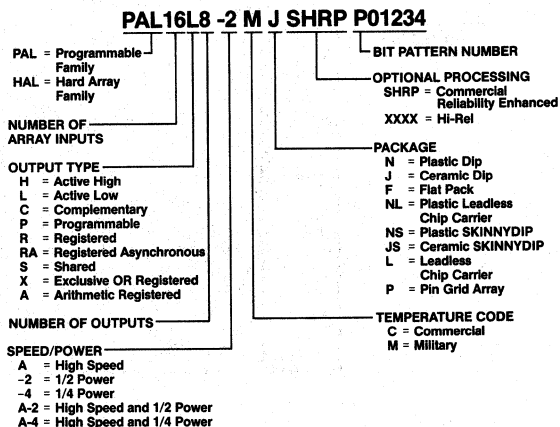 PAL16L8 -2 M J SHRP P01234
PAL = Programmable
Family
HAL = Hard Array
Family
NUMBER OF
ARRAY INPUTS
OUTPUT TYPE
H = Active High
L = Active Low
C = Complementary
P = Programmable
R = Registered
RA = Registered Asynchronous
S = Shared
X = Exclusive OR Registered
A = Arithmetic Registered
NUMBER OF OUTPUTS
SPEED/POWER
A = High Speed
-2 = 1/2 Power
-4 = 1/4 Power
A-2 = High Speed and 1/2 Power
A-4 = High Speed and 1/4 Power
BIT PATTERN NUMBER
OPTIONAL PROCESSING
SHRP = Commercial
Reliability Enhanced
XXXX = Hi-Rel
PACKAGE
N = Plastic Dip
J = Ceramic Dip
F = Flat Pack
NL = Plastic Leadless
Chip Carrier
NS = Plastic SKINNYDIP
JS = Ceramic SKINNYDIP
L = Leadless
Chip Carrier
P = Pin Grid Array
TEMPERATURE CODE
C = Commercial
M = Military